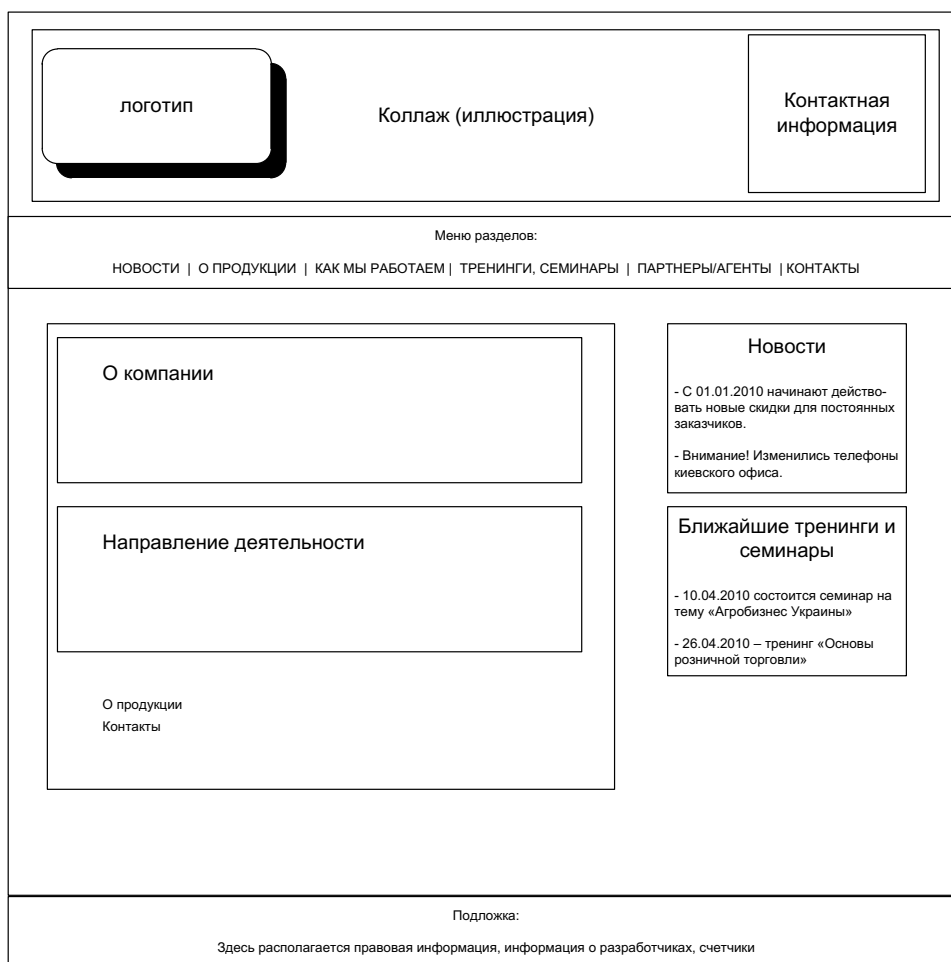 логотип
Коллаж (иллюстрация)
Контактная
информация
Меню разделов:
НОВОСТИ | О ПРОДУКЦИИ | КАК МЫ РАБОТАЕМ | ТРЕНИНГИ, СЕМИНАРЫ | ПАРТНЕРЫ/АГЕНТЫ | КОНТАКТЫ
О компании
Направление деятельности
О продукции
Контакты
Новости
- С 01.01.2010 начинают действо-
вать новые скидки для постоянных
заказчиков.
- Внимание! Изменились телефоны
киевского офиса.
Ближайшие тренинги и
семинары
- 10.04.2010 состоится семинар на
тему «Агробизнес Украины»
- 26.04.2010 – тренинг «Основы
розничной торговли»
Подложка:
Здесь располагается правовая информация, информация о разработчиках, счетчики